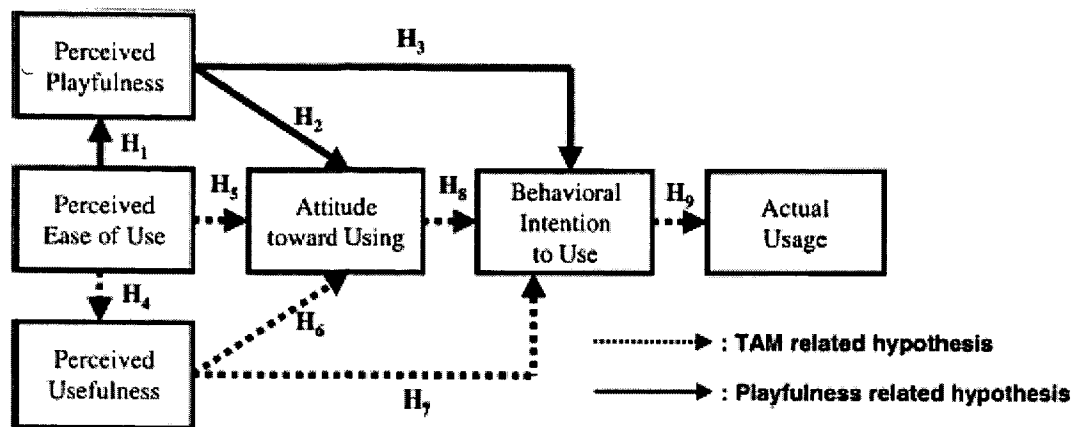 Perceived
Playfulness
H3
H2
H1
Perceived
Ease of Use
H5
Attitude
toward Using
H8
Behavioral
Intention
to Use
H9
Actual
Usage
H4
H6
Perceived
Usefulness
H7
: TAM related hypothesis
: Playfulness related hypothesis